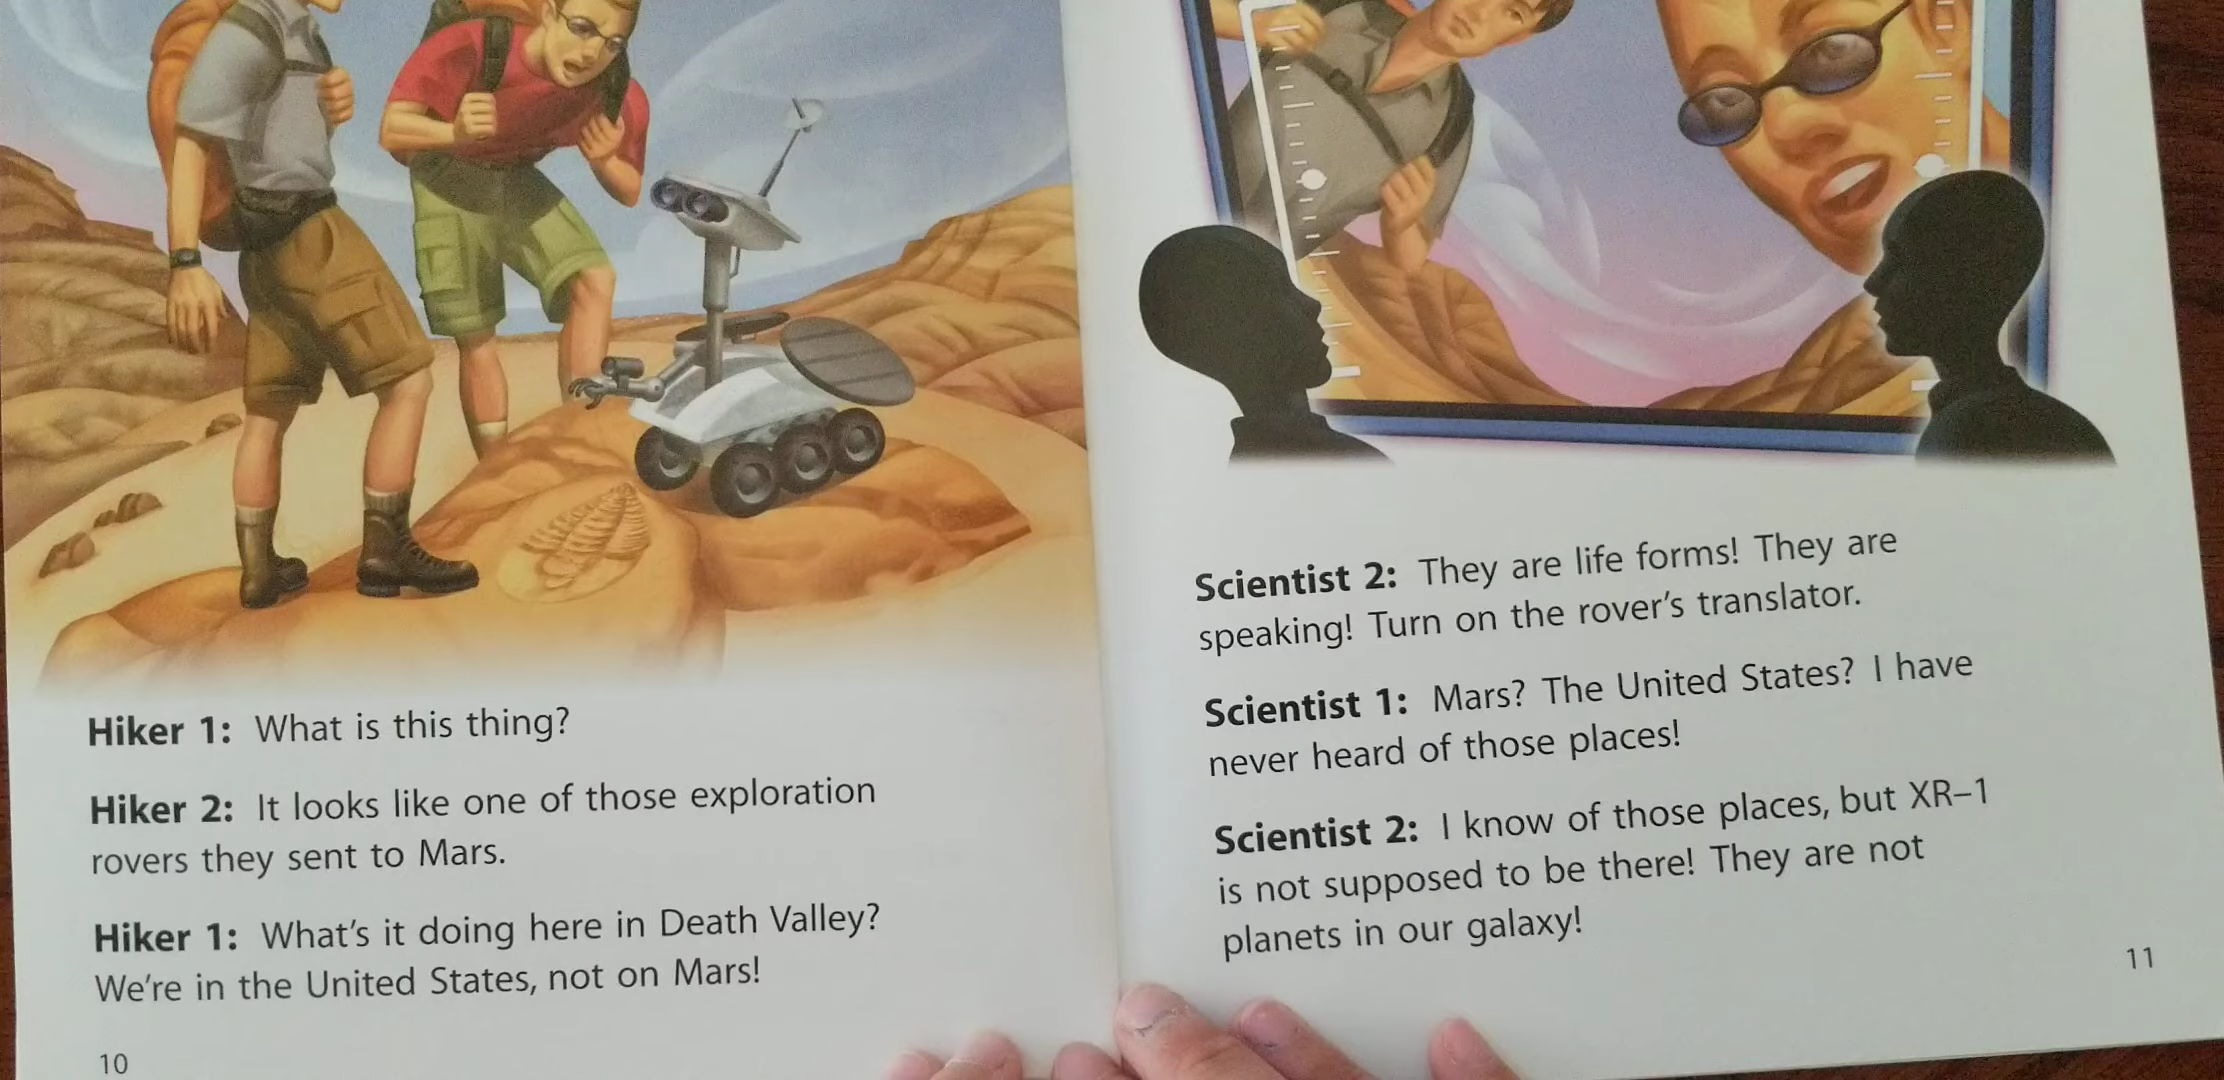 Hiker 1: What is this thing?
Hiker 2: It looks like one of those exploration
rovers they sent to Mars.
Hiker 1: What's it doing here in Death Valley?
We're in the United States, not on Mars!
10
Scientist 2: They are life forms! They are
speaking! Turn on the rover's translator.
Scientist 1: Mars? The United States? I have
never heard of those places!
Scientist 2: I know of those places, but XR–1
is not supposed to be there! They are not
planets in our galaxy!
11